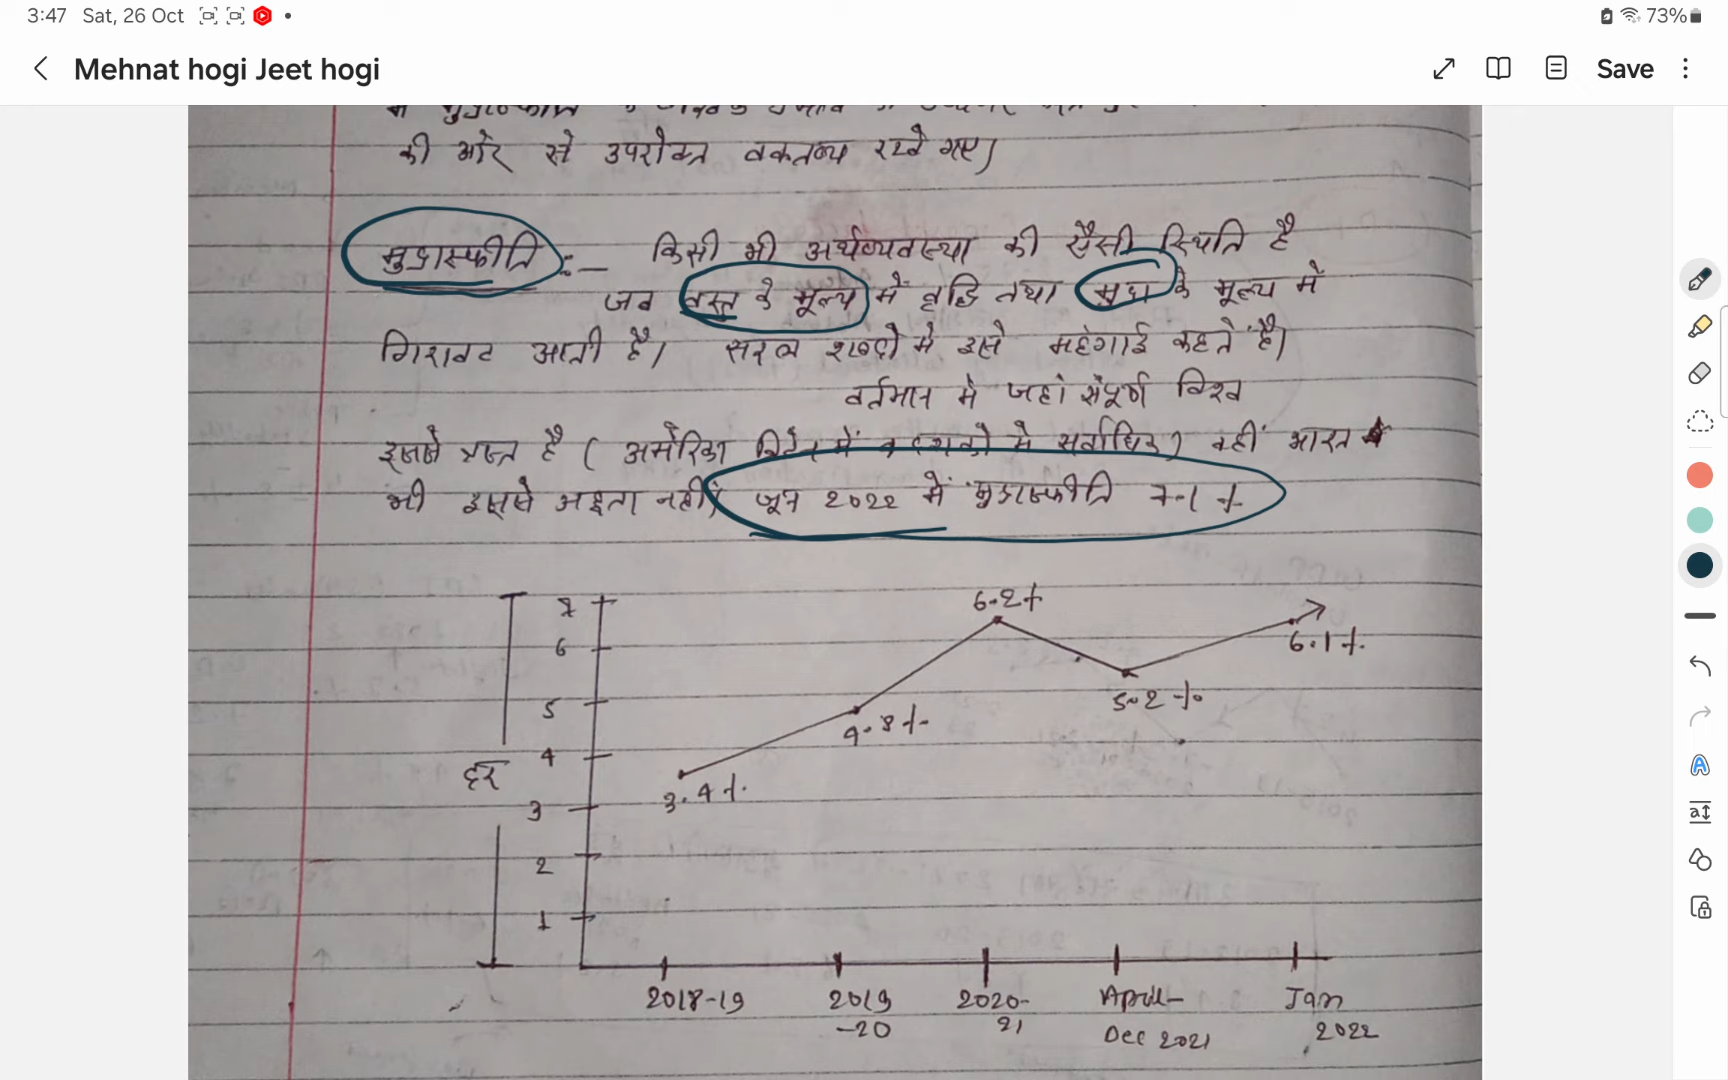 3:47 Sat, 26 Oct
73%
Mehnat hogi Jeet hogi
Save
की ओर से उपरोक्त वक्तव्य रखे गए।
मुद्रास्फीति :- किसी भी अर्थव्यवस्था की ऐसी स्थिति है
जब वस्तु के मूल्य में वृद्धि तथा मुद्रा के मूल्य में
गिरावट आती है। सरल शब्दो मे इसे महंगाई कहते है।
वर्तमान मे जहां संपूर्ण विश्व
इससे ग्रस्त है ( अमेरिका ब्रिटेन में दशको मे सर्वाधिक) वहीं भारत
भी इससे अछूता नहीं, जून 2022 में मुद्रास्फीति 7.1 %
7
6
5
4
3
2
1
दर
3.4 %
4.8 %
6.2 %
5.2 %
6.1 %
2018-19
2019
-20
2020-
21
April-
Dec 2021
Jan
2022